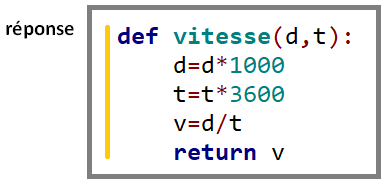 réponse
def vitesse(d,t):
    d=d*1000
    t=t*3600
    v=d/t
    return v